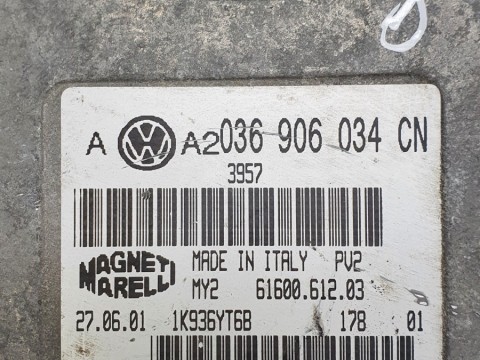 A VW A2 036 906 034 CN
3957
MAGNETI MARELLI
MADE IN ITALY PV2
MY2 61600.612.03
27.06.01 1K936YT6B 178 01